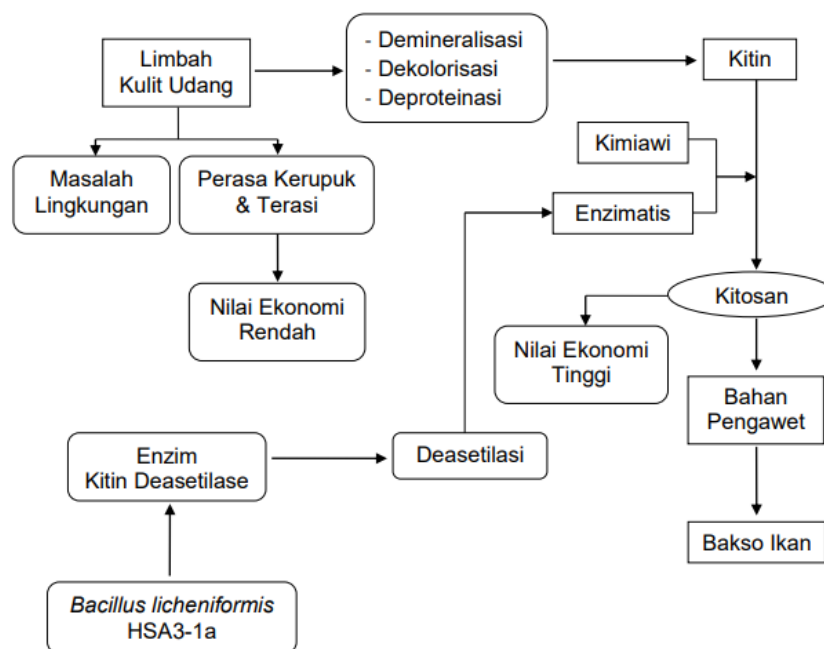 Limbah
Kulit Udang
- Demineralisasi
- Dekolorisasi
- Deproteinasi
Kitin
Masalah
Lingkungan
Perasa Kerupuk
& Terasi
Kimiawi
Enzimatis
Nilai Ekonomi
Rendah
Kitosan
Nilai Ekonomi
Tinggi
Bahan
Pengawet
Enzim
Kitin Deasetilase
Deasetilasi
Bakso Ikan
Bacillus licheniformis
HSA3-1a